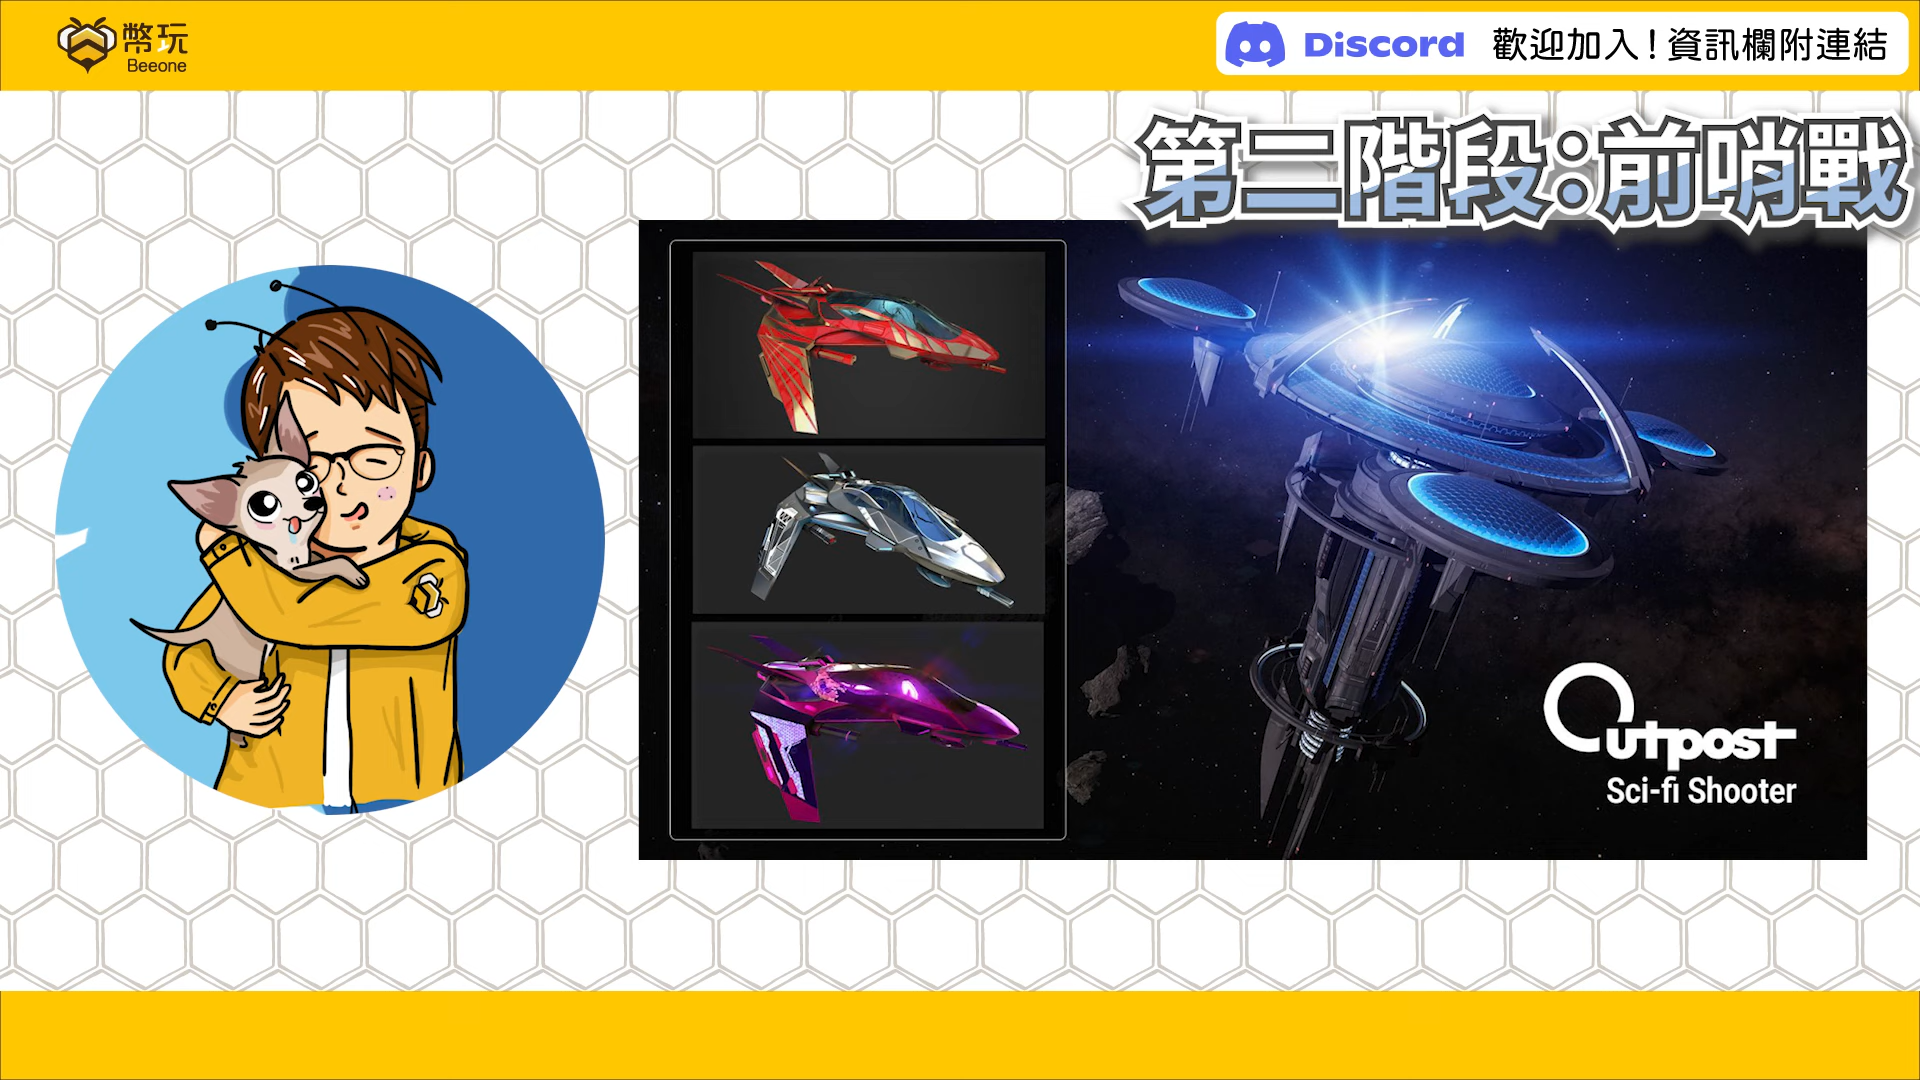 幣玩
Beeone
Discord 歡迎加入!資訊欄附連結
第二階段:前哨戰
Outpost
Sci-fi Shooter